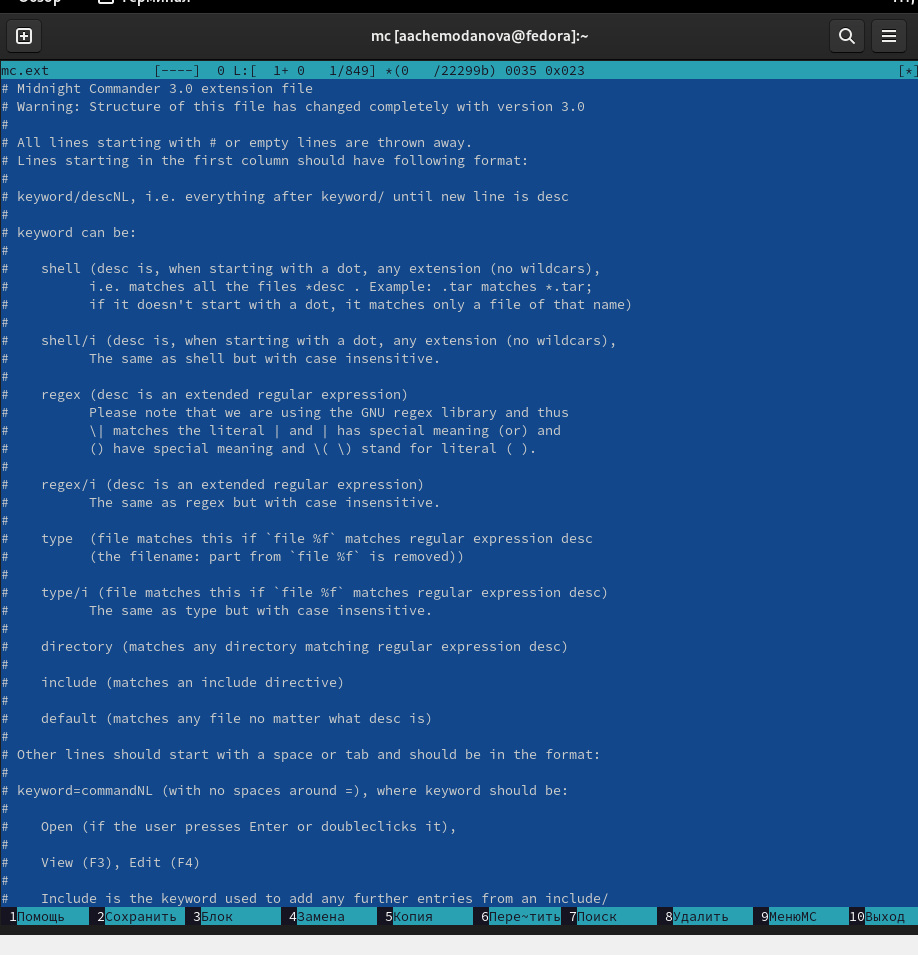 Обзор Терминал
mc [aachemodanova@fedora]:~
mc.ext [----] 0 L:[ 1+ 0 1/849] *(0 /22299b) 0035 0x023 [*]
# Midnight Commander 3.0 extension file
# Warning: Structure of this file has changed completely with version 3.0
#
# All lines starting with # or empty lines are thrown away.
# Lines starting in the first column should have following format:
#
# keyword/descNL, i.e. everything after keyword/ until new line is desc
#
# keyword can be:
#
#    shell (desc is, when starting with a dot, any extension (no wildcars),
#          i.e. matches all the files *desc . Example: .tar matches *.tar;
#          if it doesn't start with a dot, it matches only a file of that name)
#
#    shell/i (desc is, when starting with a dot, any extension (no wildcars),
#          The same as shell but with case insensitive.
#
#    regex (desc is an extended regular expression)
#          Please note that we are using the GNU regex library and thus
#          \| matches the literal | and | has special meaning (or) and
#          () have special meaning and \( \) stand for literal ( ).
#
#    regex/i (desc is an extended regular expression)
#          The same as regex but with case insensitive.
#
#    type  (file matches this if `file %f` matches regular expression desc
#          (the filename: part from `file %f` is removed))
#
#    type/i (file matches this if `file %f` matches regular expression desc)
#          The same as type but with case insensitive.
#
#    directory (matches any directory matching regular expression desc)
#
#    include (matches an include directive)
#
#    default (matches any file no matter what desc is)
#
# Other lines should start with a space or tab and should be in the format:
#
# keyword=commandNL (with no spaces around =), where keyword should be:
#
#    Open (if the user presses Enter or doubleclicks it),
#
#    View (F3), Edit (F4)
#
#    Include is the keyword used to add any further entries from an include/
1Помощь 2Сохранить 3Блок 4Замена 5Копия 6Пере~тить 7Поиск 8Удалить 9МенюMC 10Выход